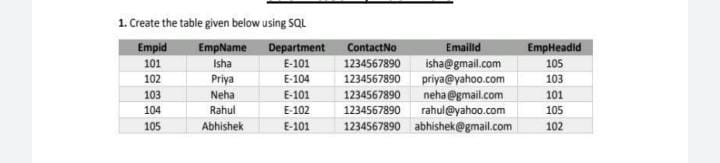 1. Create the table given below using SQL
Empid EmpName Department ContactNo EmailId EmpHeadId
101 Isha E-101 1234567890 isha@gmail.com 105
102 Priya E-104 1234567890 priya@yahoo.com 103
103 Neha E-101 1234567890 neha@gmail.com 101
104 Rahul E-102 1234567890 rahul@yahoo.com 105
105 Abhishek E-101 1234567890 abhishek@gmail.com 102